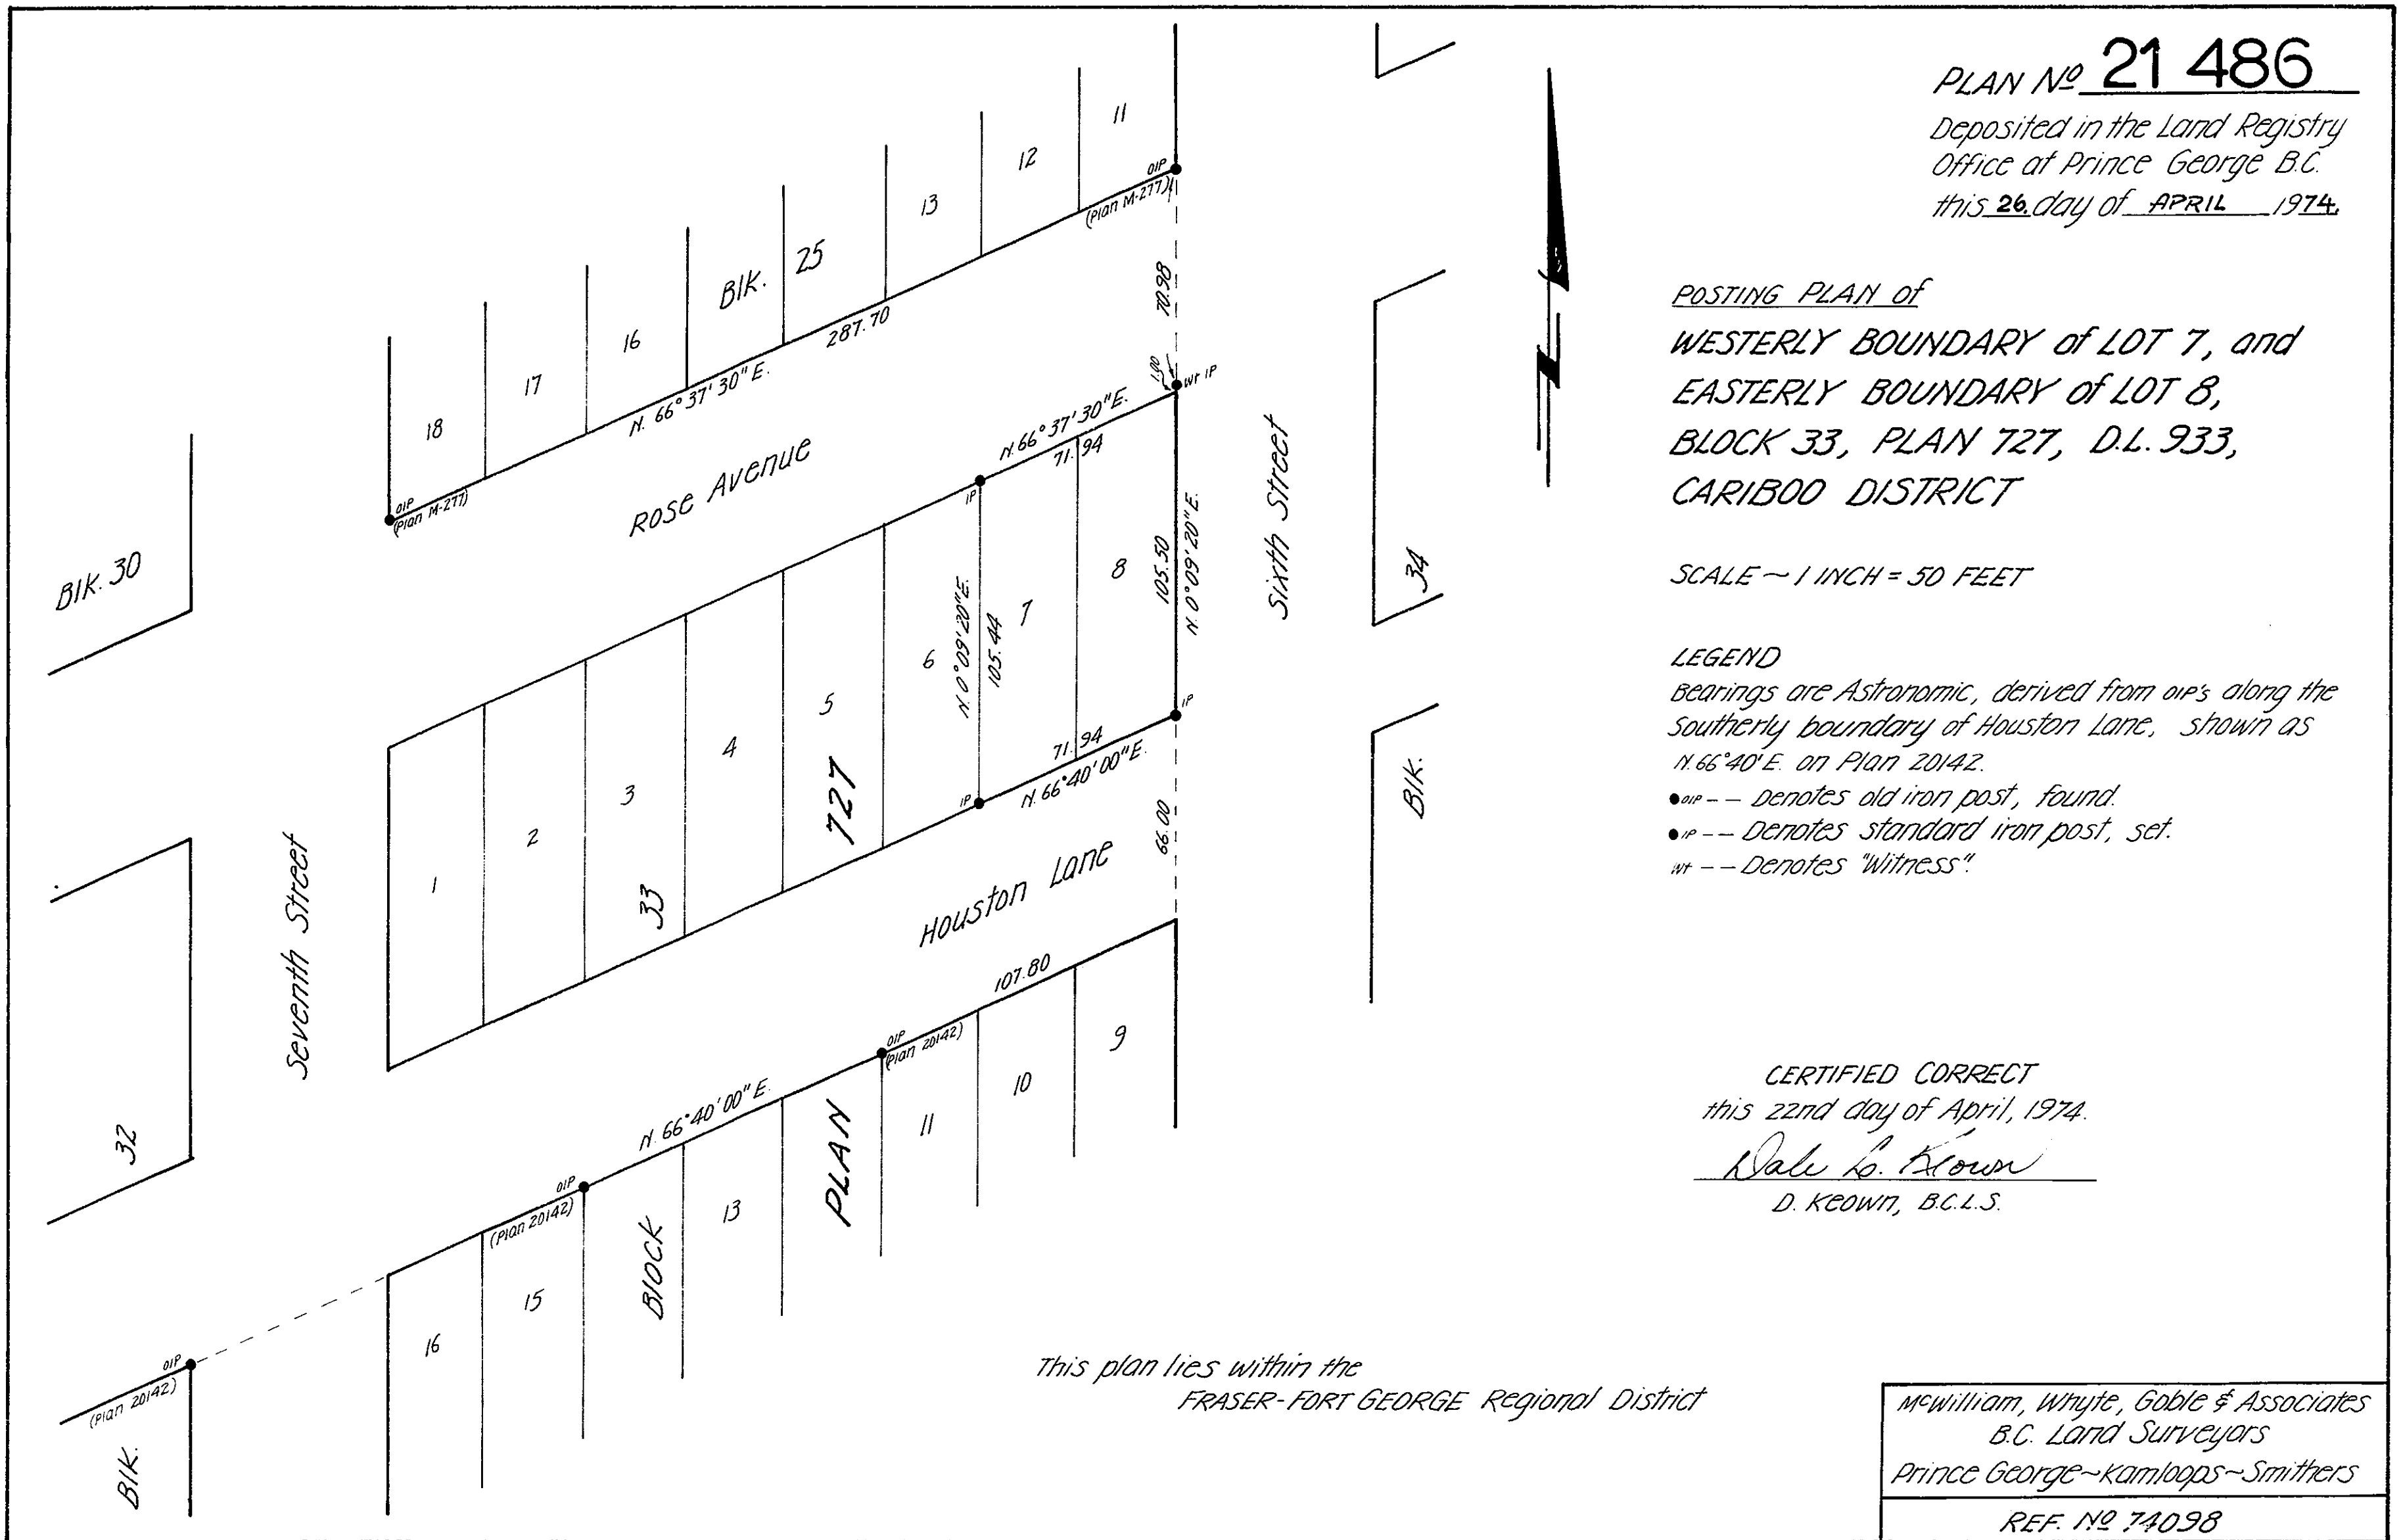 PLAN Nº 21 486
Deposited in the Land Registry
Office at Prince George B.C.
this 26. day of APRIL 1974.
POSTING PLAN of
WESTERLY BOUNDARY of LOT 7, and
EASTERLY BOUNDARY of LOT 8,
BLOCK 33, PLAN 727, D.L. 933,
CARIBOO DISTRICT
SCALE ~ 1 INCH = 50 FEET
LEGEND
Bearings are Astronomic, derived from OIP's along the
Southerly boundary of Houston Lane, shown as
N.66°40'E. on Plan 20142.
OIP -- Denotes old iron post, found.
IP -- Denotes standard iron post, set.
Wt -- Denotes "Witness".
CERTIFIED CORRECT
this 22nd day of April, 1974.
Dale L. Keown
D. Keown, B.C.L.S.
McWilliam, Whyte, Goble & Associates
B.C. Land Surveyors
Prince George~Kamloops~Smithers
REF. Nº 74098
This plan lies within the
FRASER-FORT GEORGE Regional District
11
12
13
Blk. 25
16
17
18
OIP
(Plan M-277)
287.70
N. 66°37'30"E.
OIP
(Plan M-277)
70.98
1.90
Wt IP
Rose Avenue
Blk. 30
N. 66°37'30"E.
71.94
IP
1
2
3
4
5
6
7
8
N. 0°09'20"E.
105.44
105.50
N. 0°09'20"E.
Sixth Street
34
Blk.
33
727
IP
71.94
N. 66°40'00"E.
IP
66.00
Houston Lane
Seventh Street
32
107.80
OIP
(Plan 20142)
N. 66°40'00"E.
OIP
(Plan 20142)
9
10
11
PLAN
13
BLOCK
15
16
OIP
(Plan 20142)
Blk.
N